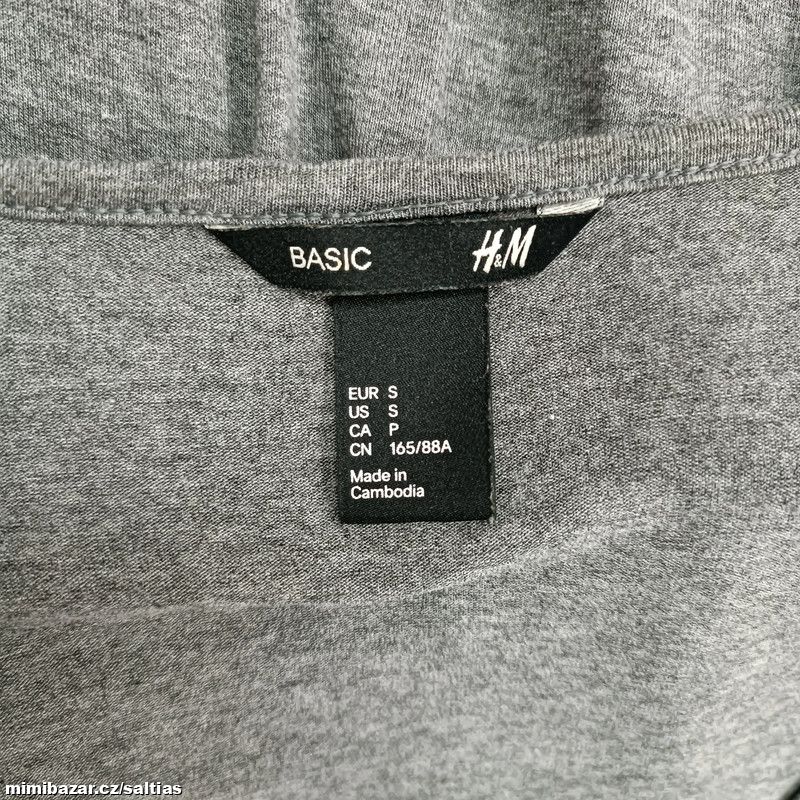 BASIC H&M
EUR S
US S
CA P
CN 165/88A
Made in
Cambodia
mimibazar.cz/saltias